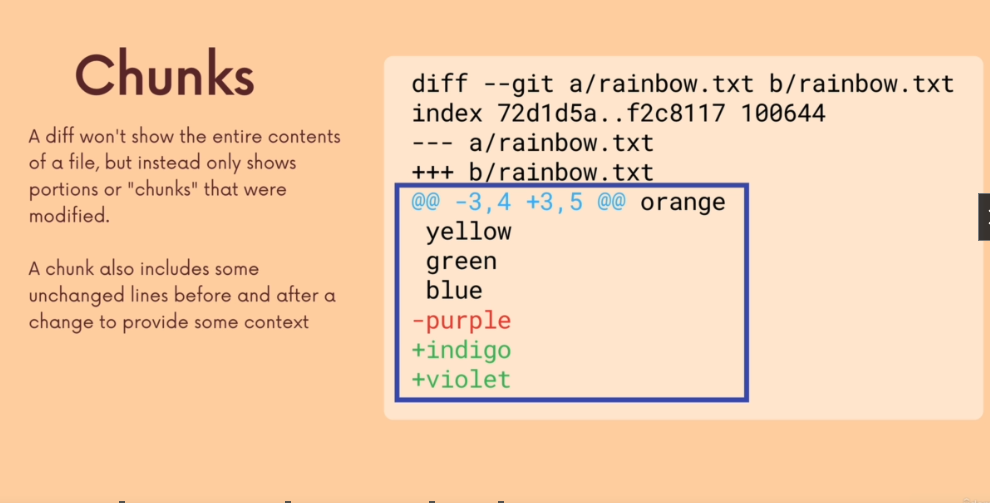 Chunks
A diff won't show the entire contents
of a file, but instead only shows
portions or "chunks" that were
modified.
A chunk also includes some
unchanged lines before and after a
change to provide some context
diff --git a/rainbow.txt b/rainbow.txt
index 72d1d5a..f2c8117 100644
--- a/rainbow.txt
+++ b/rainbow.txt
@@ -3,4 +3,5 @@ orange
 yellow
 green
 blue
-purple
+indigo
+violet